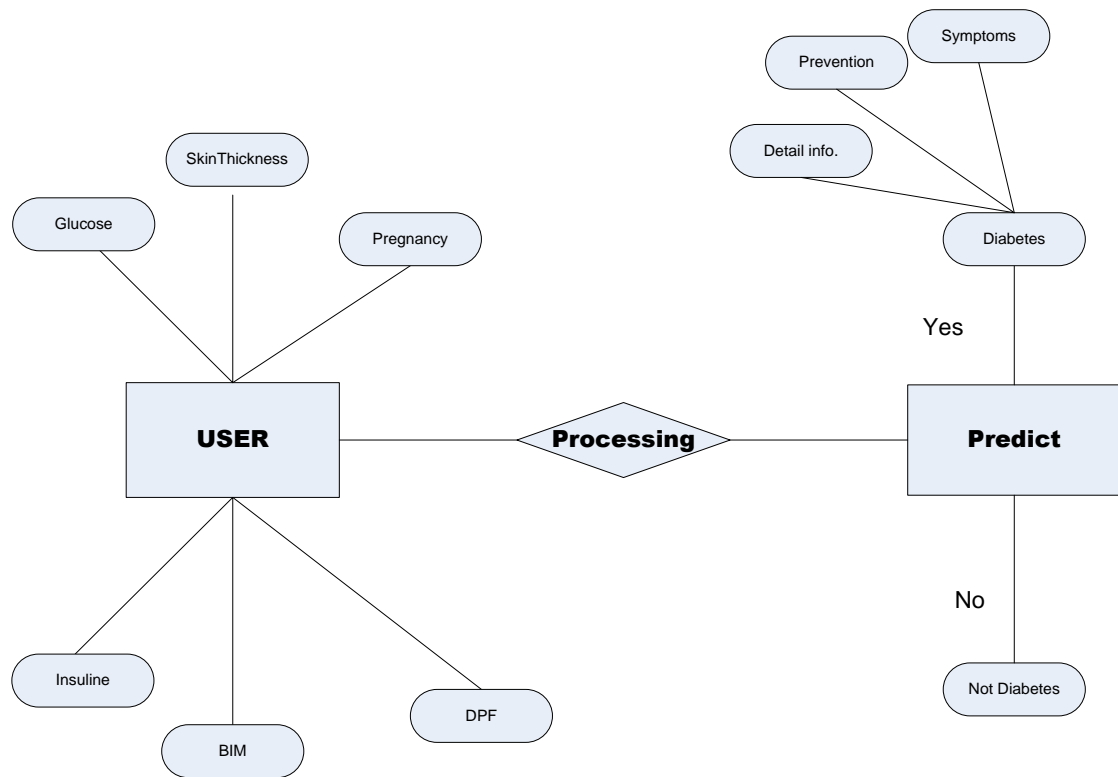 Symptoms
Prevention
Detail info.
SkinThickness
Glucose
Pregnancy
Diabetes
Yes
USER
Processing
Predict
No
Insuline
Not Diabetes
DPF
BIM